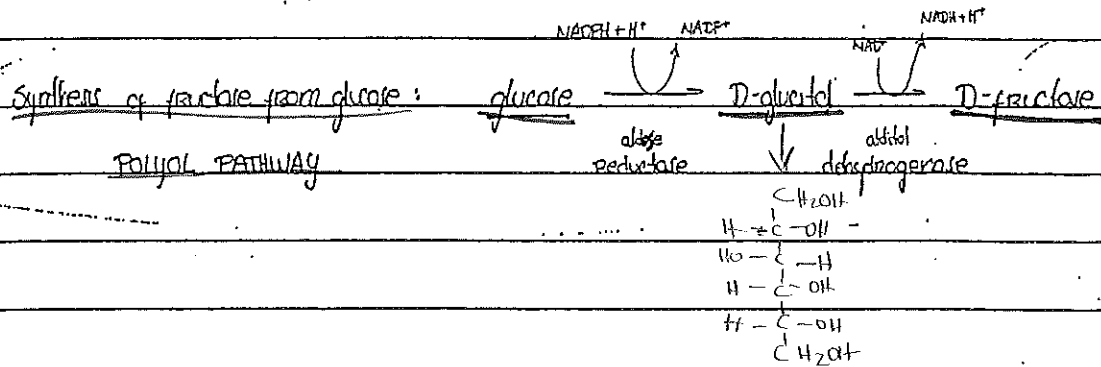 NADPH + H⁺ NADP⁺ NADH + H⁺
NAD⁺
Synthesis of fructose from glucose : glucose → D-glucitol → D-fructose
POLYOL PATHWAY aldose reductase alditol dehydrogenase
CH₂OH
H - C - OH
HO - C - H
H - C - OH
H - C - OH
CH₂OH